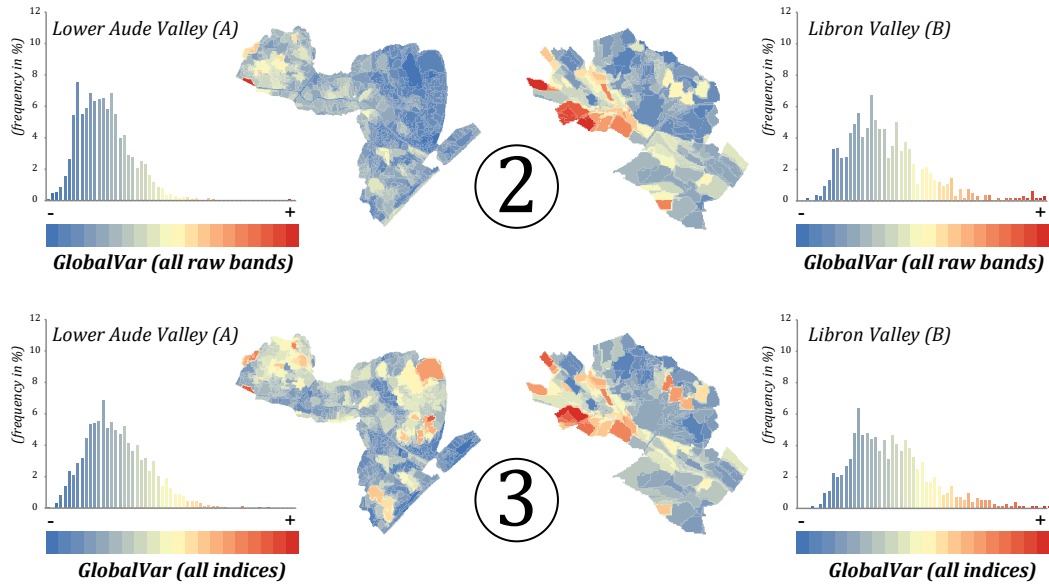 Lower Aude Valley (A)
(frequency in %)
12
10
8
6
4
2
0
- +
GlobalVar (all raw bands)
2
Libron Valley (B)
(frequency in %)
12
10
8
6
4
2
0
- +
GlobalVar (all raw bands)
Lower Aude Valley (A)
(frequency in %)
12
10
8
6
4
2
0
- +
GlobalVar (all indices)
3
Libron Valley (B)
(frequency in %)
12
10
8
6
4
2
0
- +
GlobalVar (all indices)